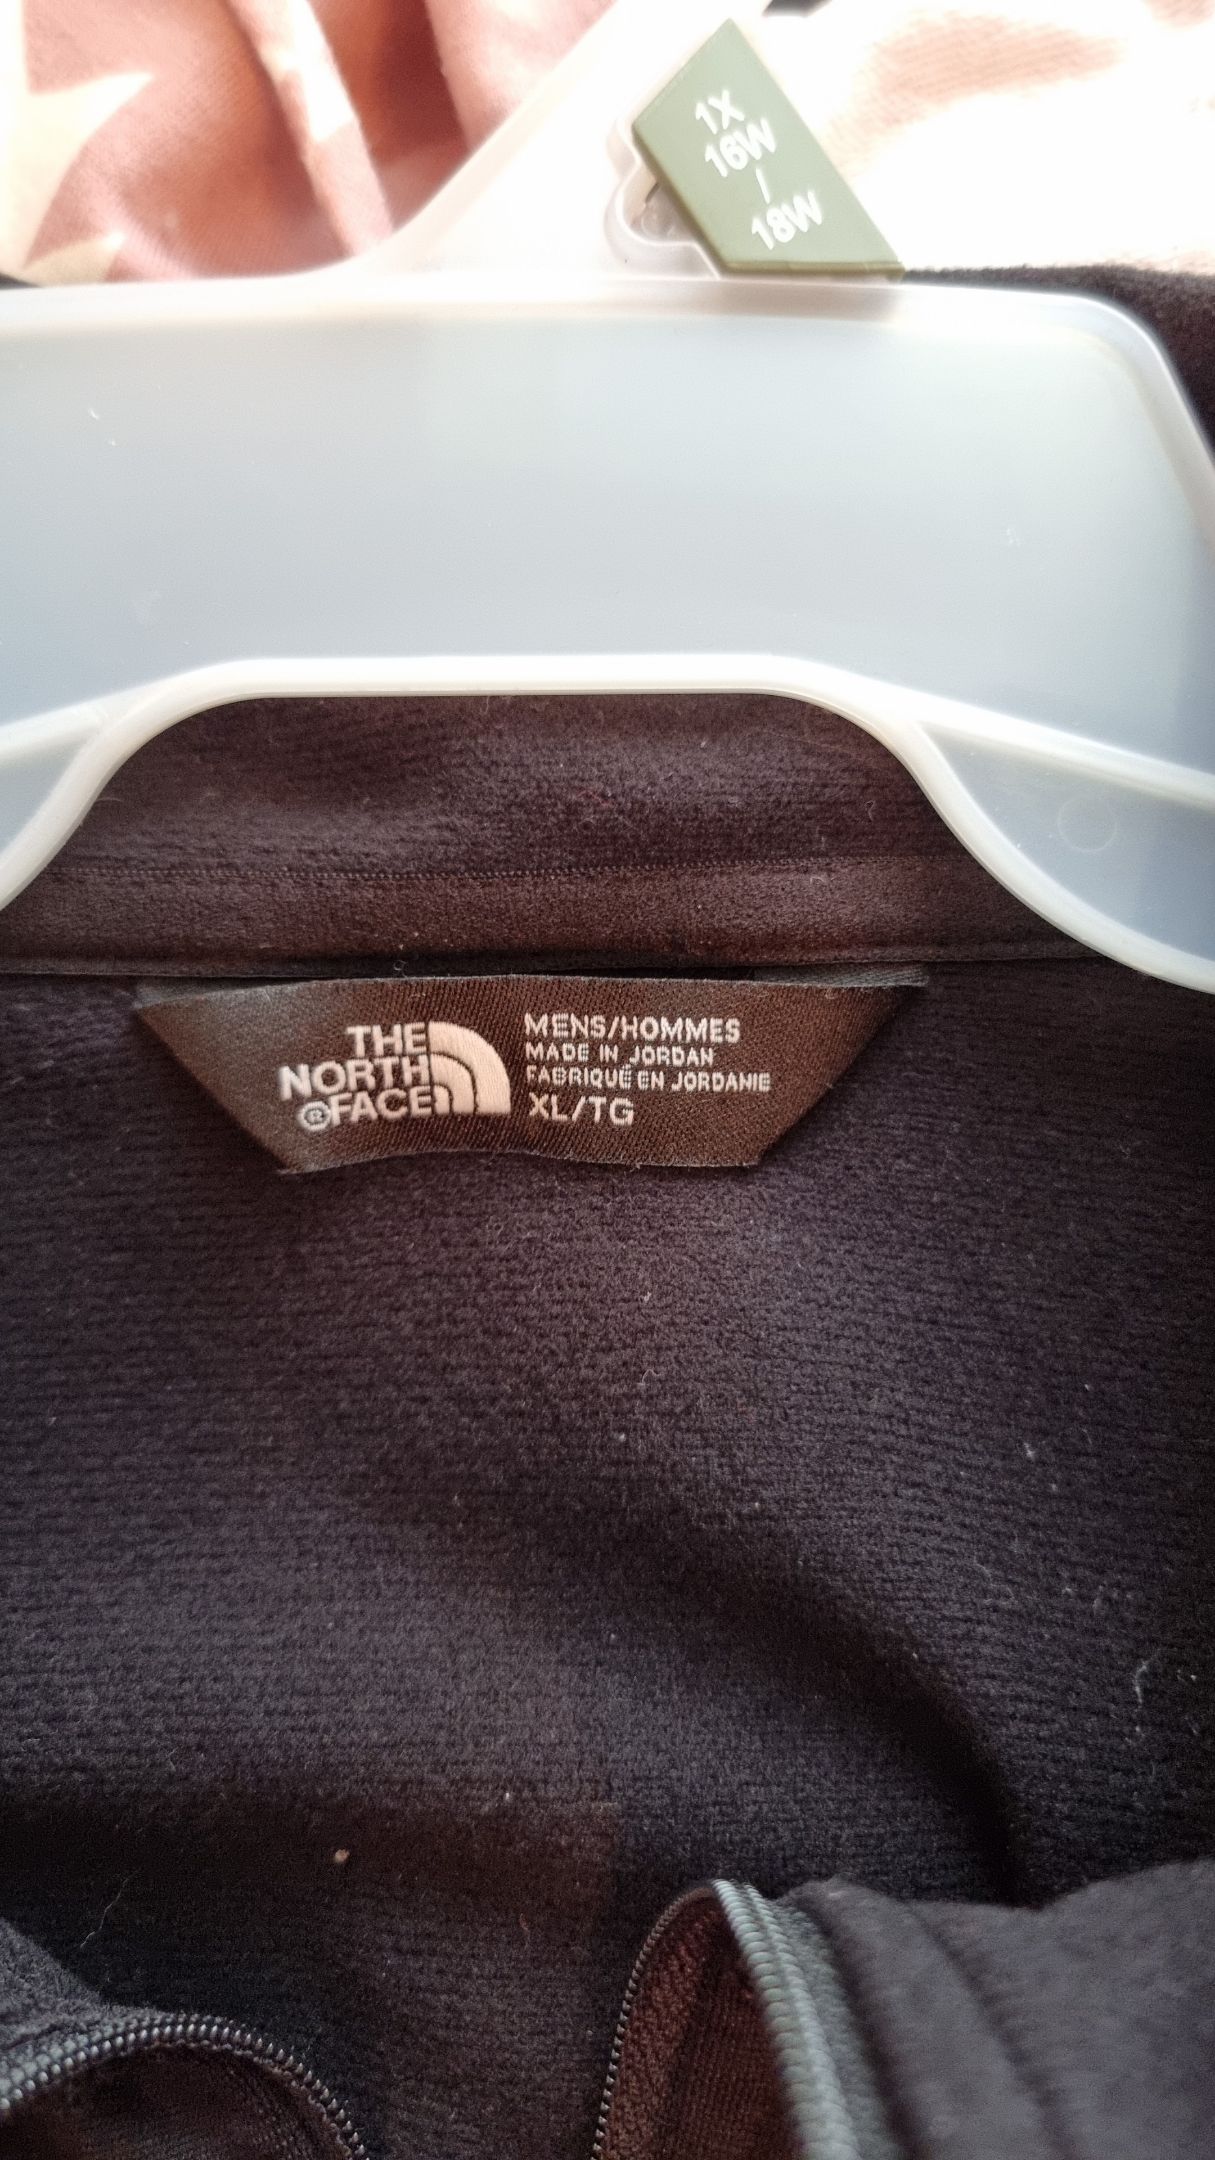 1X
16W
-
18W
THE
NORTH
®FACE
MENS/HOMMES
MADE IN JORDAN
FABRIQUÉ EN JORDANIE
XL/TG